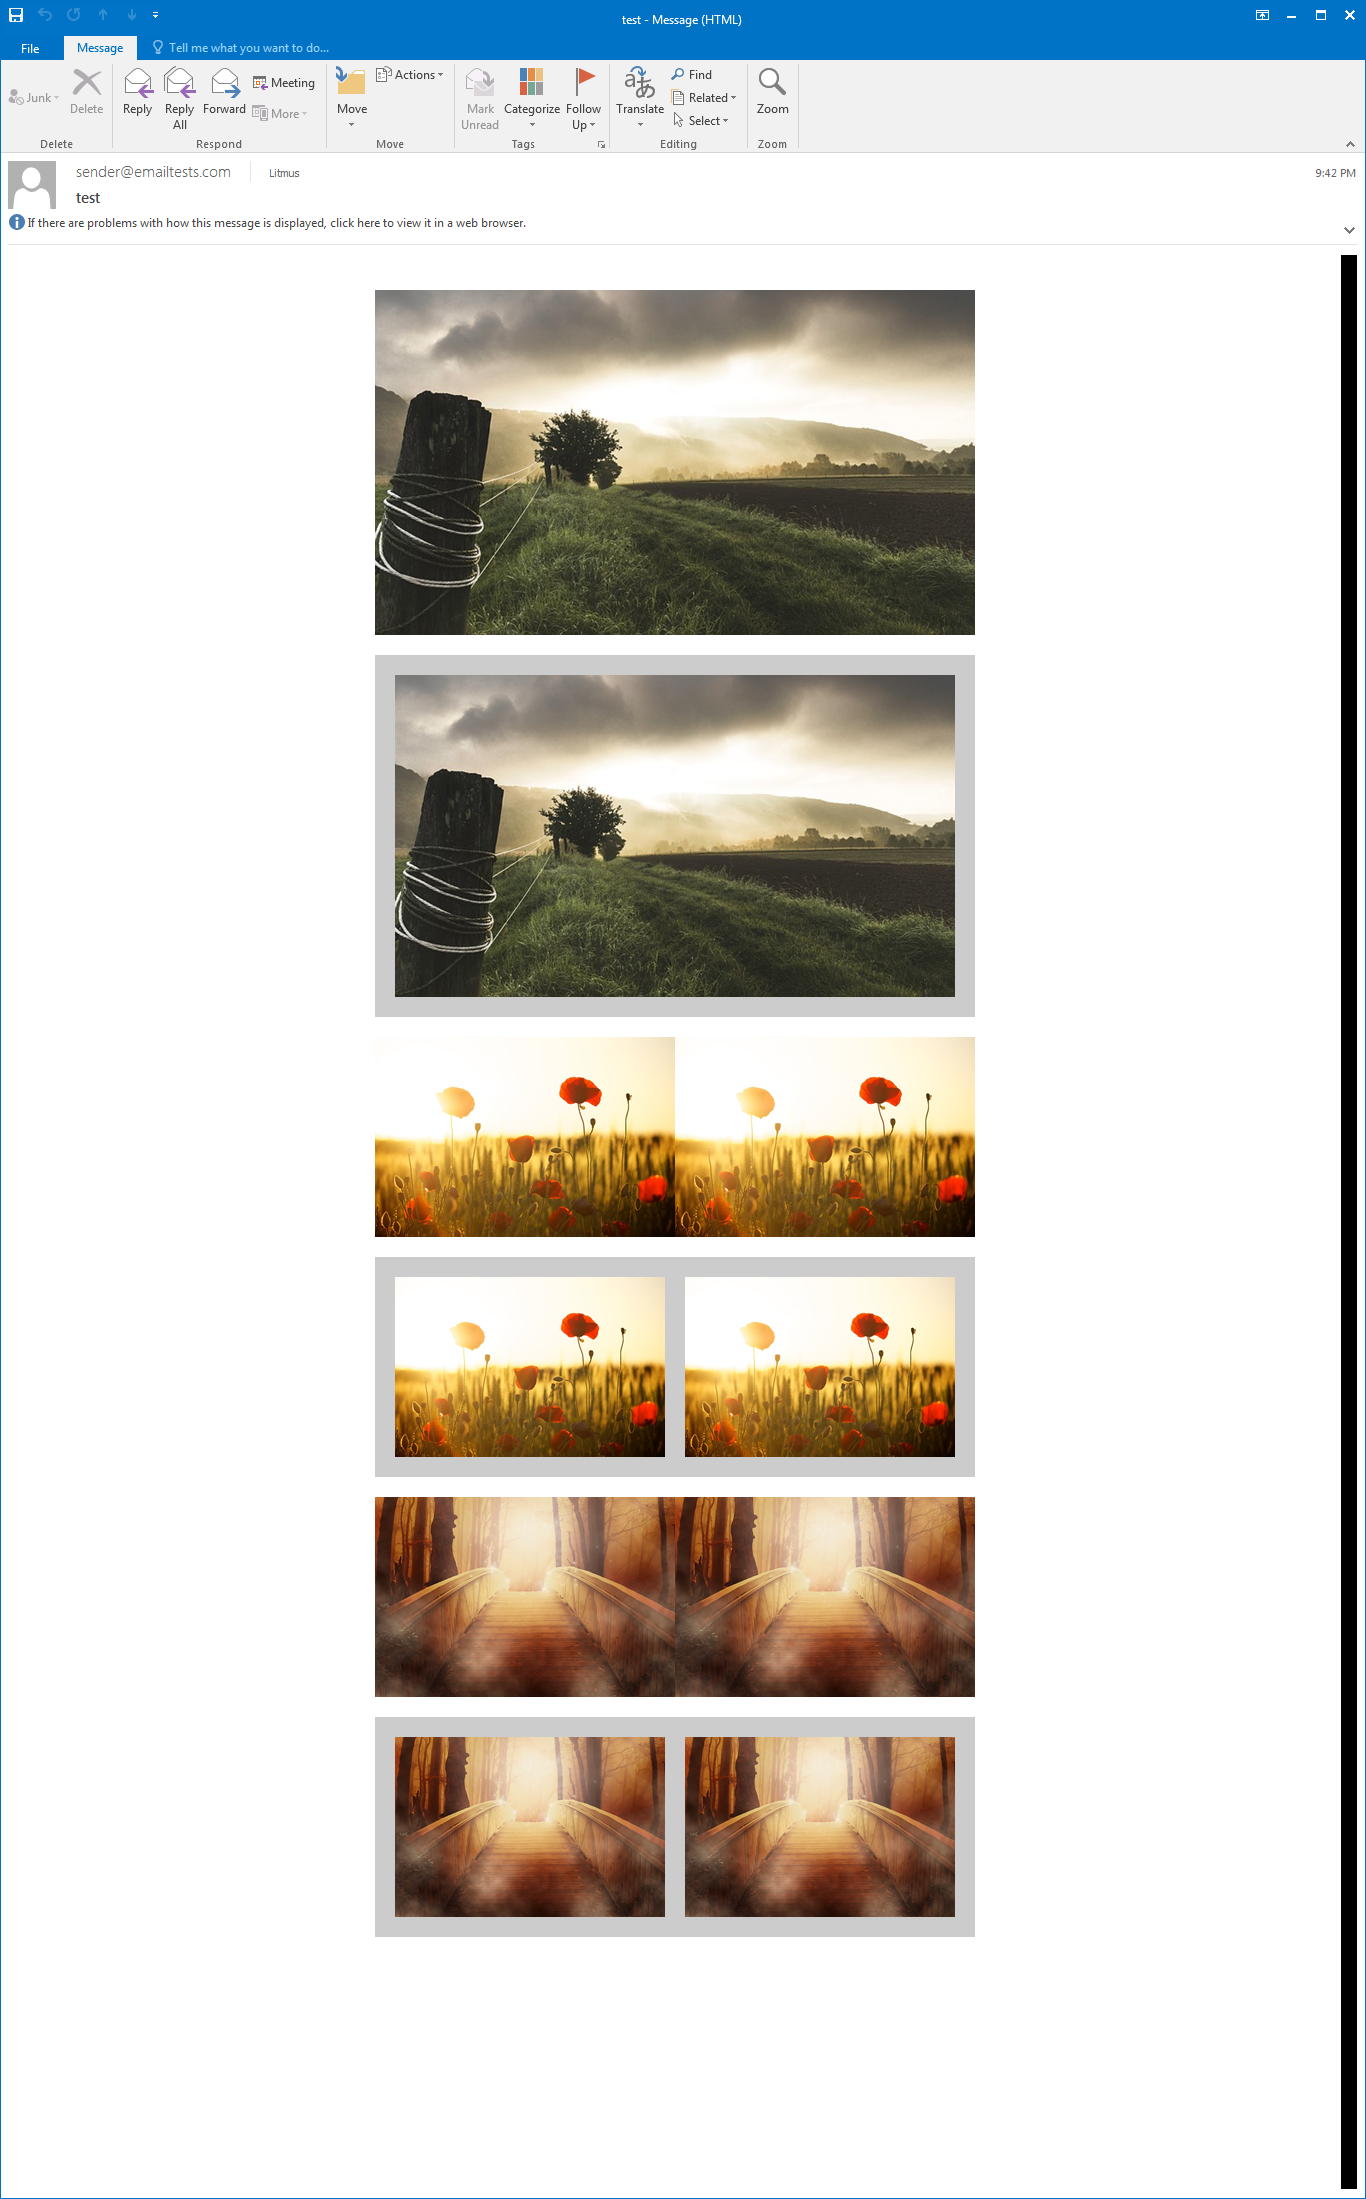 test - Message (HTML)
File Message Tell me what you want to do...
Junk Delete Reply Reply All Forward Meeting More Move Actions Mark Unread Categorize Follow Up Translate Find Related Select Zoom
Delete Respond Move Tags Editing Zoom
sender@emailtests.com Litmus 9:42 PM
test
If there are problems with how this message is displayed, click here to view it in a web browser.